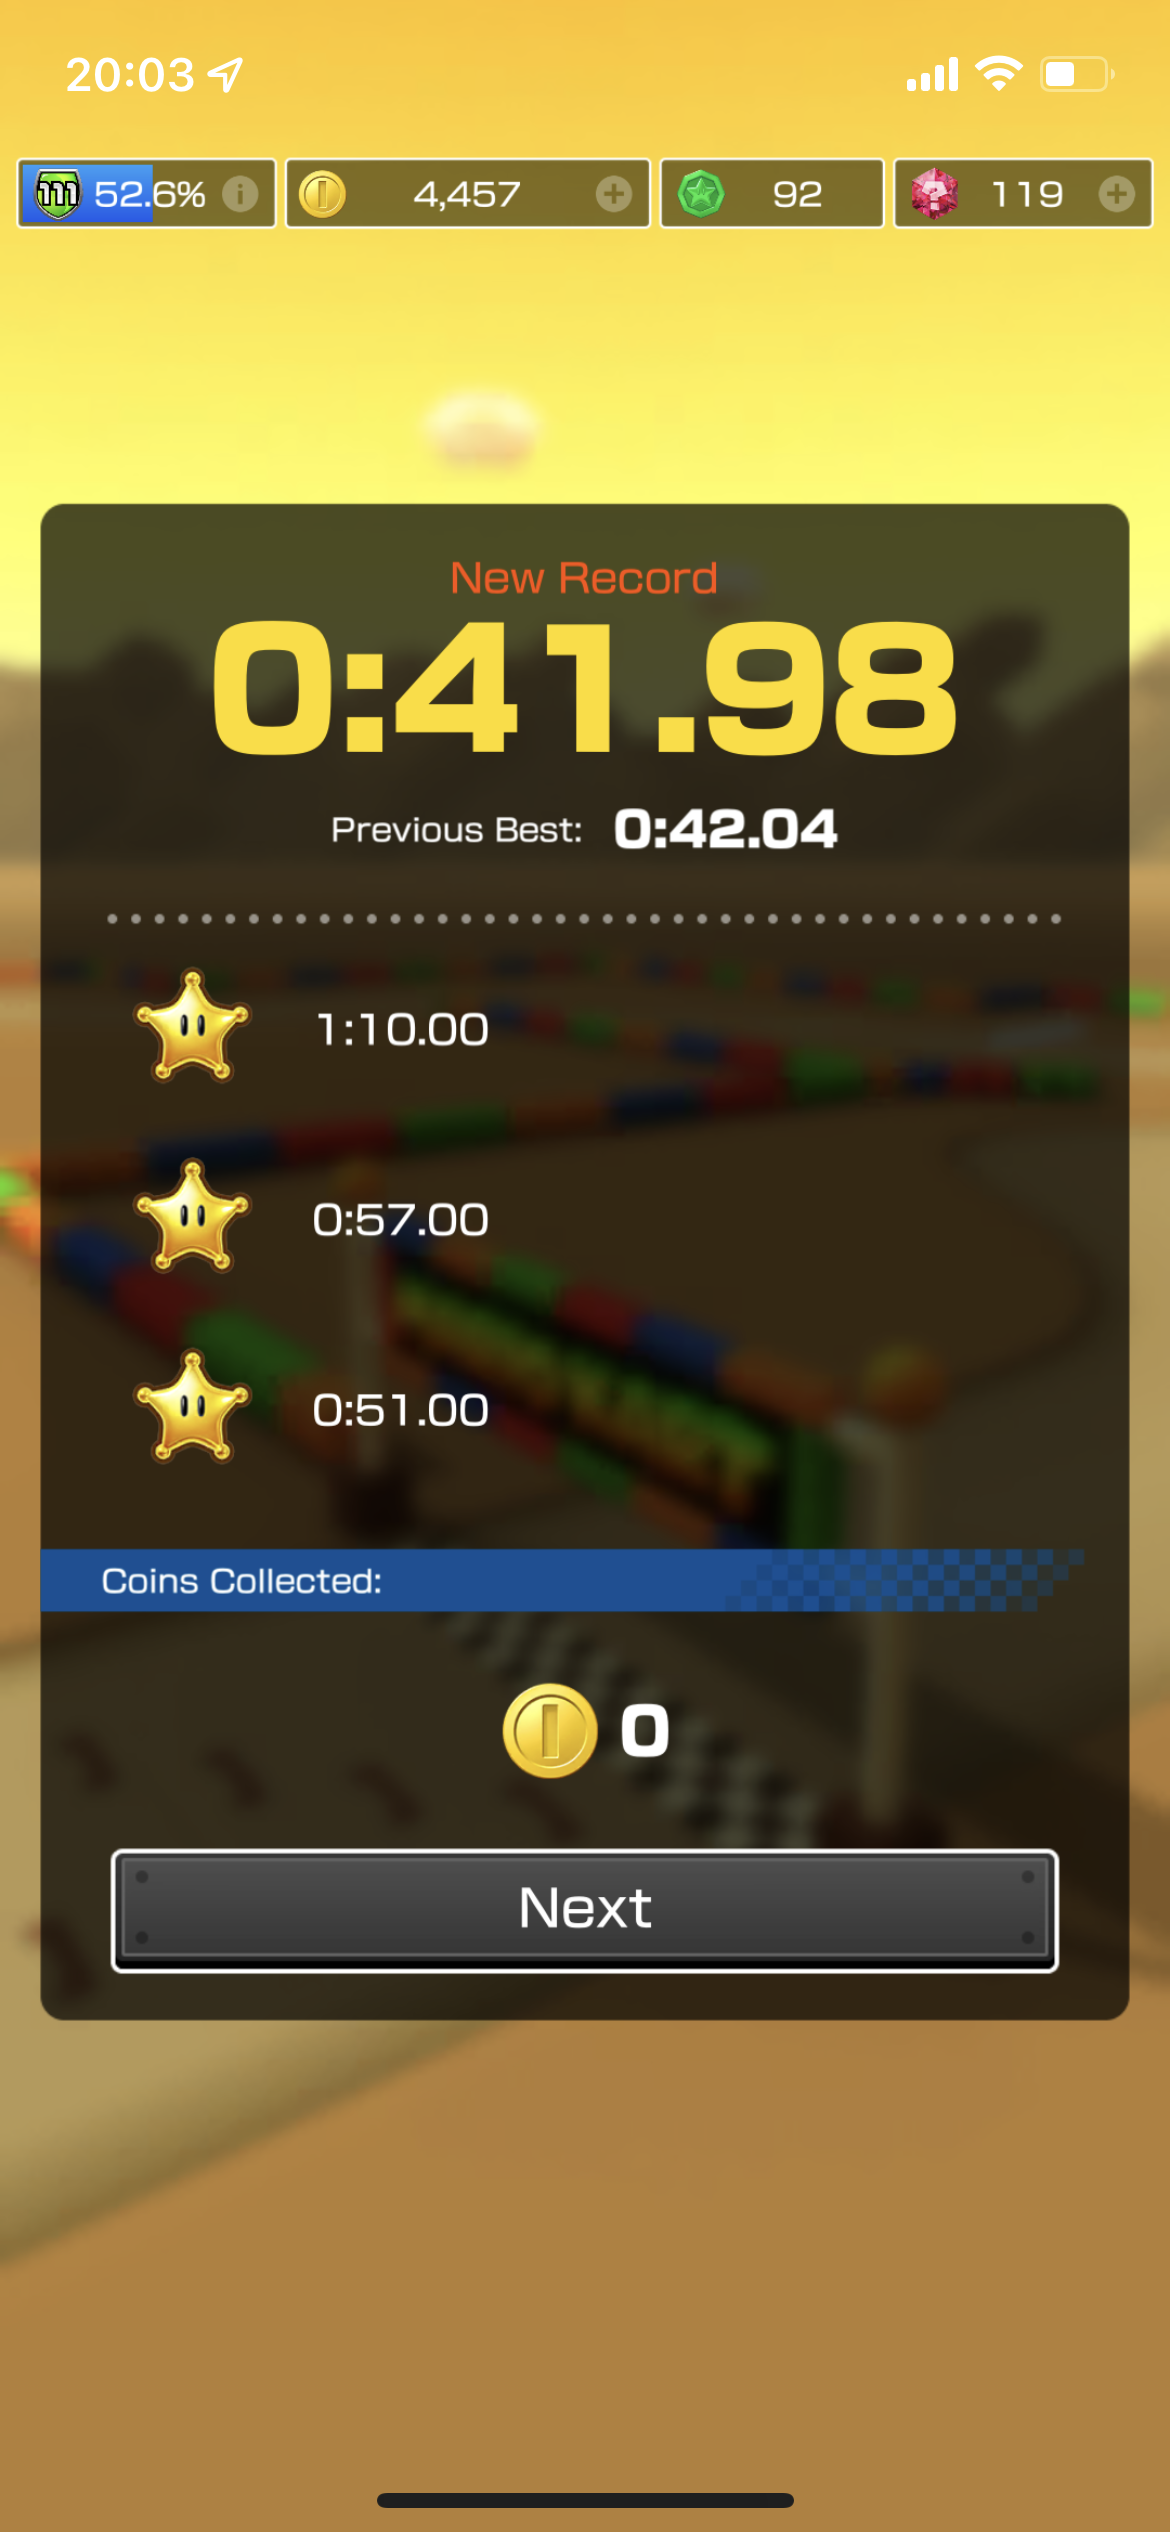 20:03
111 52.6% i 4,457 + 92 ? 119 +
New Record
0:41.98
Previous Best: 0:42.04
1:10.00
0:57.00
0:51.00
Coins Collected:
0
Next